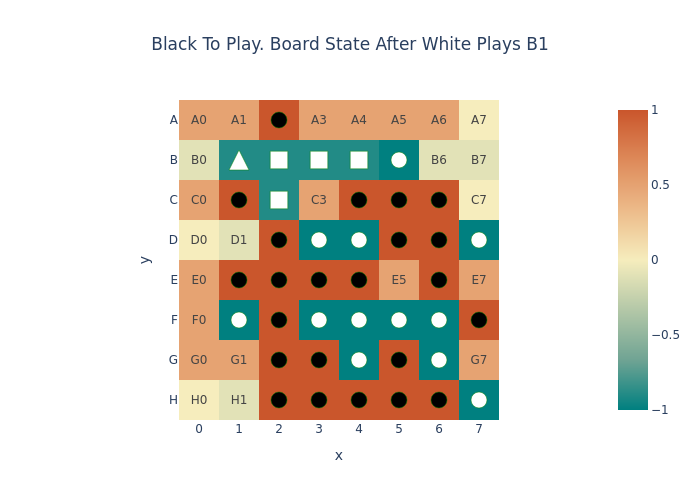 Black To Play. Board State After White Plays B1
A A0 A1 A3 A4 A5 A6 A7
B B0 B6 B7
C C0 C3 C7
D D0 D1
E E0 E5 E7
F F0
G G0 G1 G7
H H0 H1
0 1 2 3 4 5 6 7
x
y
1
0.5
0
−0.5
−1